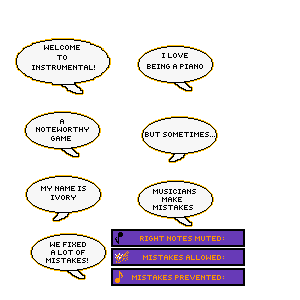 WELCOME
TO
INSTRUMENTAL!
I LOVE
BEING A PIANO
A
NOTEWORTHY
GAME
BUT SOMETIMES...
MY NAME IS
IVORY
MUSICIANS
MAKE
MISTAKES
WE FIXED
A LOT OF
MISTAKES!
RIGHT NOTES MUTED:
MISTAKES ALLOWED:
MISTAKES PREVENTED: